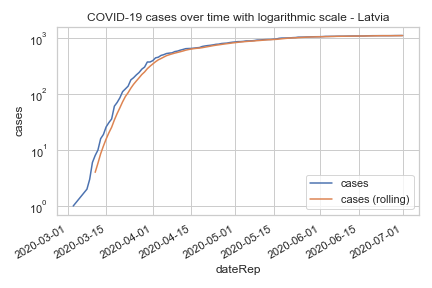 COVID-19 cases over time with logarithmic scale - Latvia
10³
10²
10¹
10⁰
cases
cases
cases (rolling)
2020-03-01
2020-03-15
2020-04-01
2020-04-15
2020-05-01
2020-05-15
2020-06-01
2020-06-15
2020-07-01
dateRep